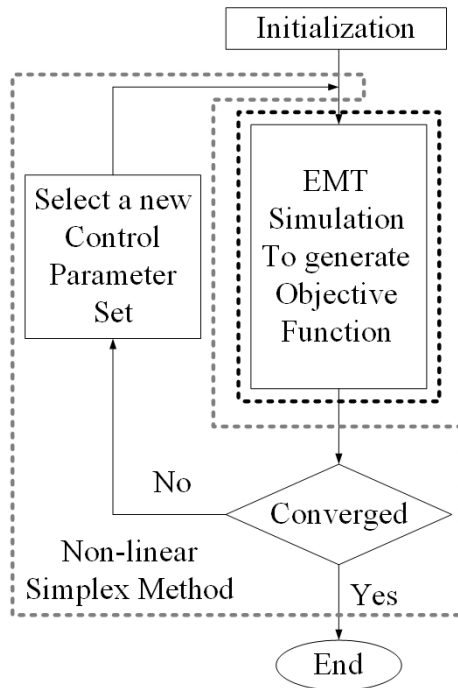 Initialization
Select a new
Control
Parameter
Set
EMT
Simulation
To generate
Objective
Function
No
Converged
Non-linear
Simplex Method
Yes
End